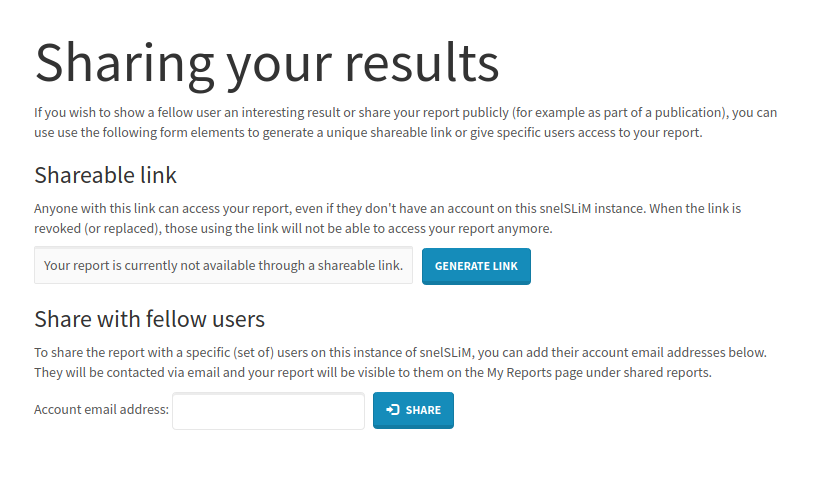 Sharing your results
If you wish to show a fellow user an interesting result or share your report publicly (for example as part of a publication), you can
use use the following form elements to generate a unique shareable link or give specific users access to your report.
Shareable link
Anyone with this link can access your report, even if they don't have an account on this snelSLiM instance. When the link is
revoked (or replaced), those using the link will not be able to access your report anymore.
Your report is currently not available through a shareable link. GENERATE LINK
Share with fellow users
To share the report with a specific (set of) users on this instance of snelSLiM, you can add their account email addresses below.
They will be contacted via email and your report will be visible to them on the My Reports page under shared reports.
Account email address: SHARE